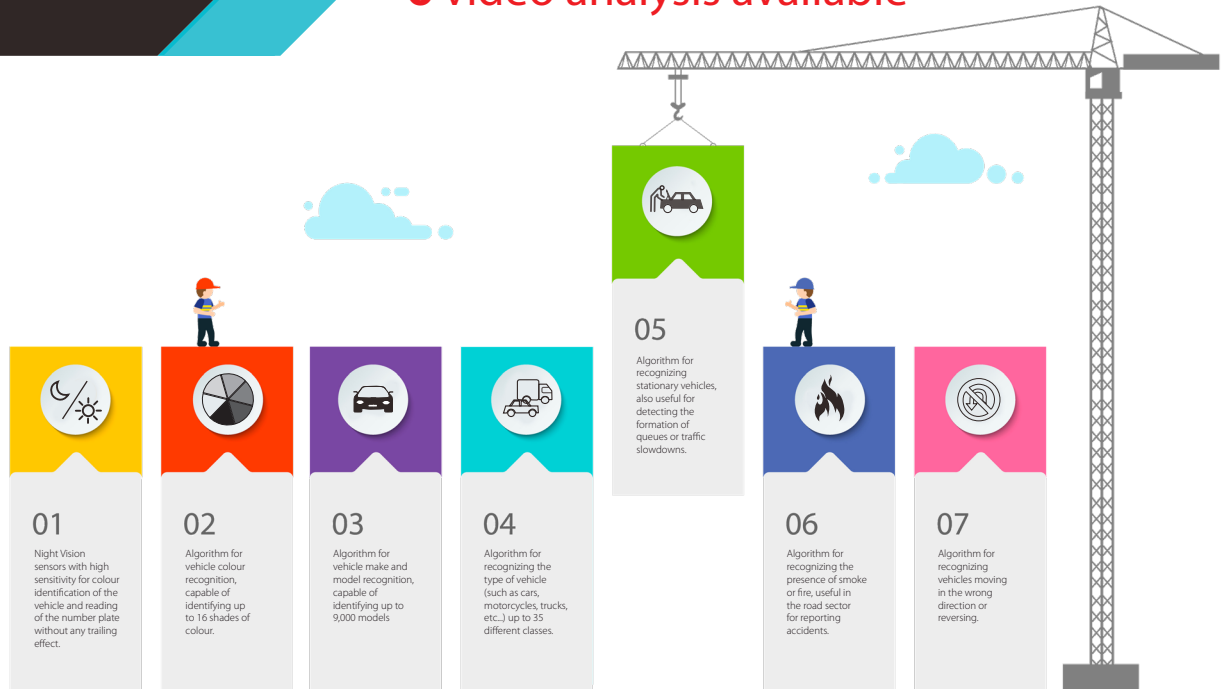 video analysis available
01
Night Vision
sensors with high
sensitivity for colour
identification of the
vehicle and reading
of the number plate
without any trailing
effect.
02
Algorithm for
vehicle colour
recognition,
capable of
identifying up
to 16 shades of
colour.
03
Algorithm for
vehicle make and
model recognition,
capable of
identifying up to
9,000 models
04
Algorithm for
recognizing the
type of vehicle
(such as cars,
motorcycles, trucks,
etc...) up to 35
different classes.
05
Algorithm for
recognizing
stationary vehicles,
also useful for
detecting the
formation of
queues or traffic
slowdowns.
06
Algorithm for
recognizing the
presence of smoke
or fire, useful in
the road sector
for reporting
accidents.
07
Algorithm for
recognizing
vehicles moving
in the wrong
direction or
reversing.